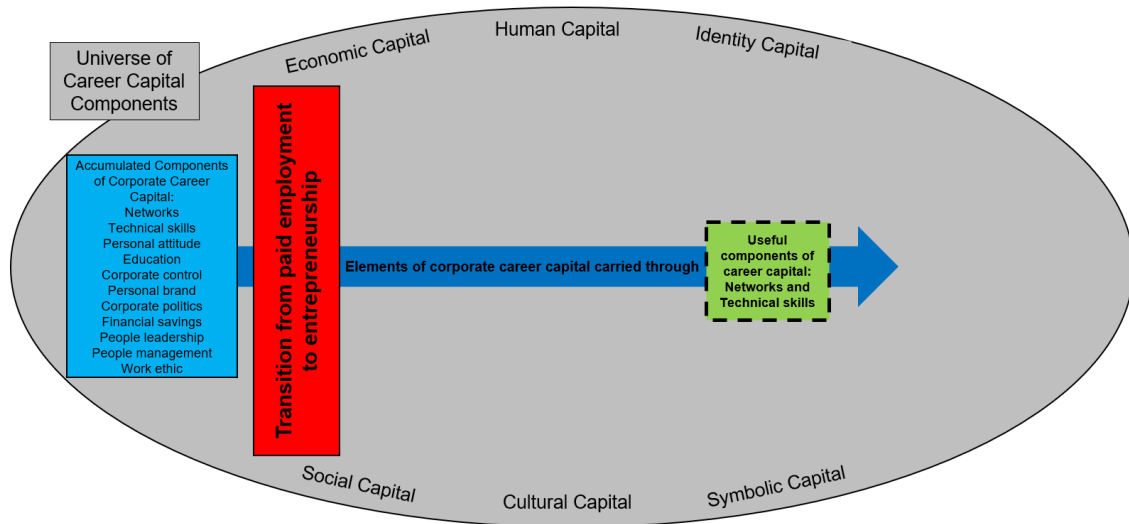 Economic Capital
Human Capital
Identity Capital
Universe of
Career Capital
Components
Accumulated Components
of Corporate Career
Capital:
Networks
Technical skills
Personal attitude
Education
Corporate control
Personal brand
Corporate politics
Financial savings
People leadership
People management
Work ethic
Transition from paid employment
to entrepreneurship
Elements of corporate career capital carried through
Useful
components of
career capital:
Networks and
Technical skills
Social Capital
Cultural Capital
Symbolic Capital